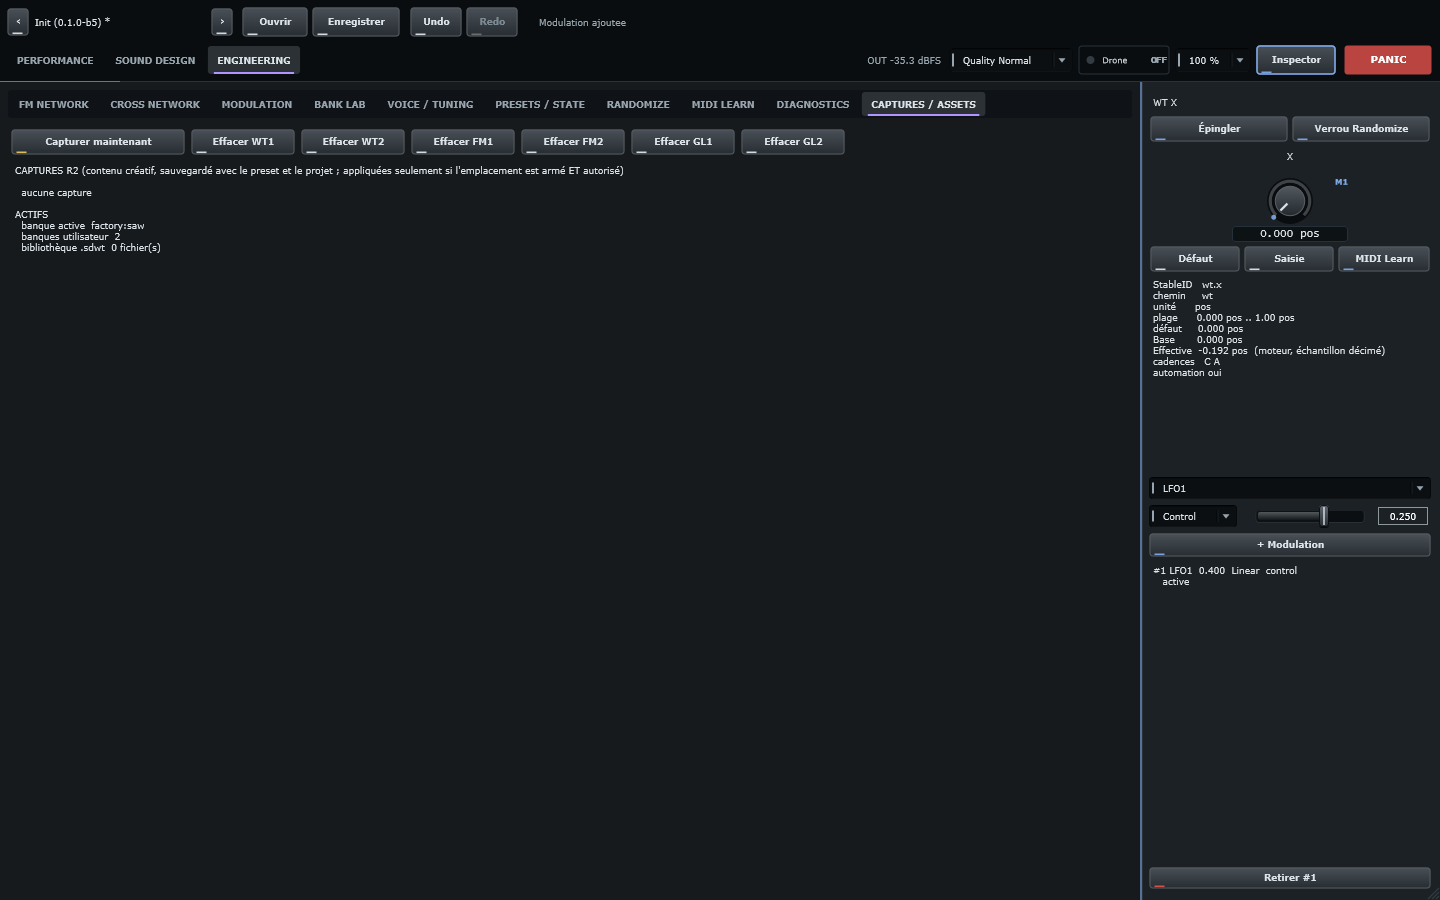 < Init (0.1.0-b5) * > Ouvrir Enregistrer Undo Redo Modulation ajoutee
PERFORMANCE SOUND DESIGN ENGINEERING OUT -35.3 dBFS Quality Normal Drone OFF 100 % Inspector PANIC
FM NETWORK CROSS NETWORK MODULATION BANK LAB VOICE / TUNING PRESETS / STATE RANDOMIZE MIDI LEARN DIAGNOSTICS CAPTURES / ASSETS
Capturer maintenant Effacer WT1 Effacer WT2 Effacer FM1 Effacer FM2 Effacer GL1 Effacer GL2
CAPTURES R2 (contenu créatif, sauvegardé avec le preset et le projet ; appliquées seulement si l'emplacement est armé ET autorisé)
aucune capture
ACTIFS
banque active factory:saw
banques utilisateur 2
bibliothèque .sdwt 0 fichier(s)
WT X
Épingler Verrou Randomize
X
M1
0.000 pos
Défaut Saisie MIDI Learn
StableID wt.x
chemin wt
unité pos
plage 0.000 pos .. 1.00 pos
défaut 0.000 pos
Base 0.000 pos
Effective -0.192 pos (moteur, échantillon décimé)
cadences C A
automation oui
LFO1
Control 0.250
+ Modulation
#1 LFO1 0.400 Linear control
active
Retirer #1